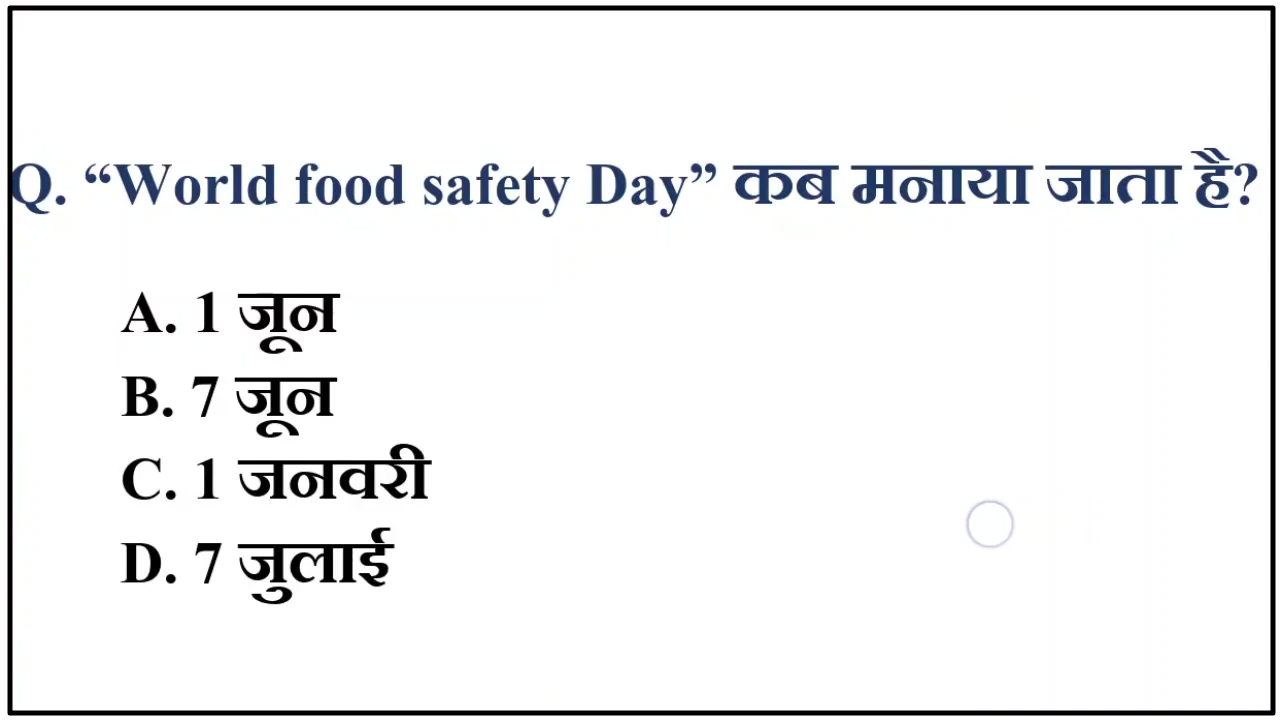 Q. “World food safety Day” कब मनाया जाता है?
A. 1 जून
B. 7 जून
C. 1 जनवरी
D. 7 जुलाई